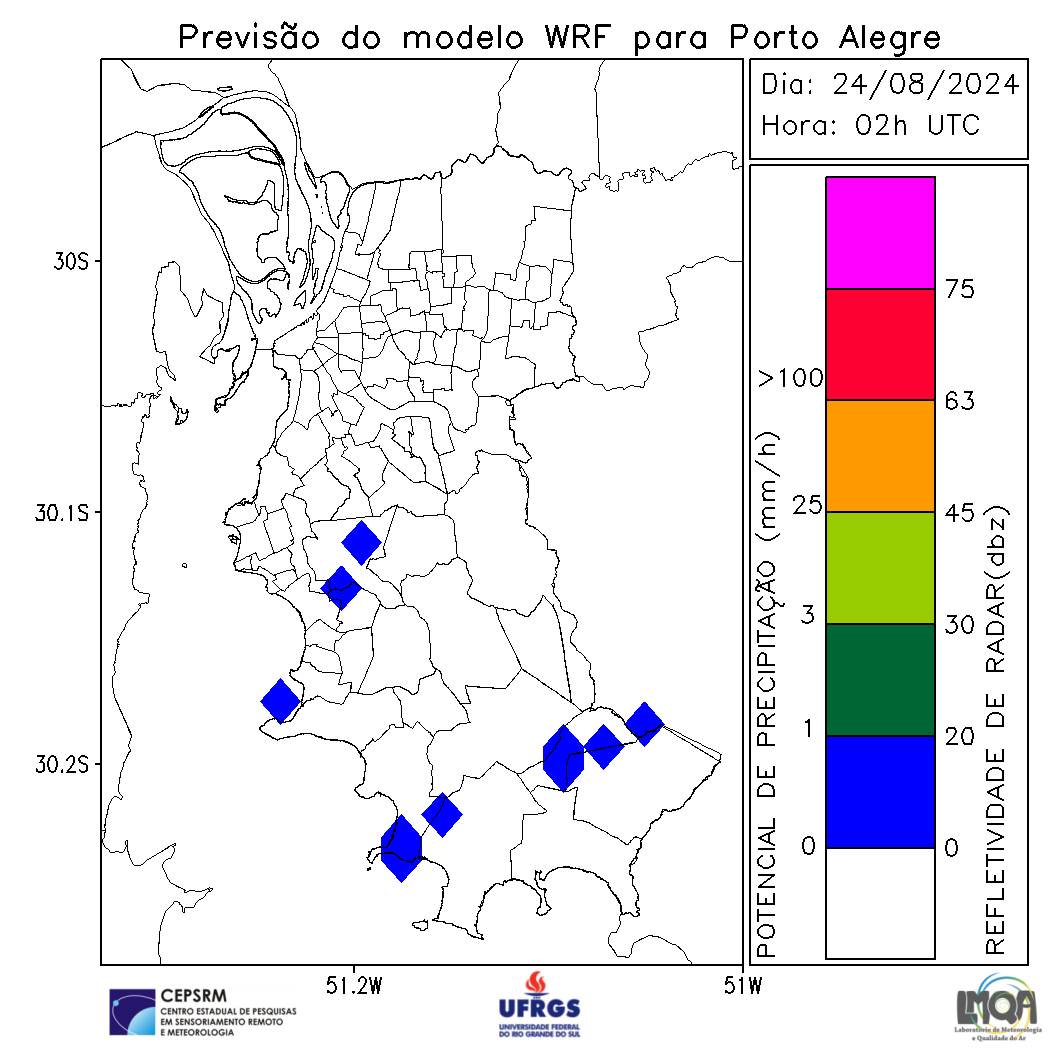 Previsão do modelo WRF para Porto Alegre
Dia: 24/08/2024
Hora: 02h UTC
30S
30.1S
30.2S
51.2W
51W
POTENCIAL DE PRECIPITAÇÃO (mm/h)
>100
25
3
1
0
75
63
45
30
20
0
REFLETIVIDADE DE RADAR(dbz)
CEPSRM
CENTRO ESTADUAL DE PESQUISAS
EM SENSORIAMENTO REMOTO
E METEOROLOGIA
UFRGS
UNIVERSIDADE FEDERAL
DO RIO GRANDE DO SUL
LMQA
Laboratório de Meteorologia
e Qualidade do Ar